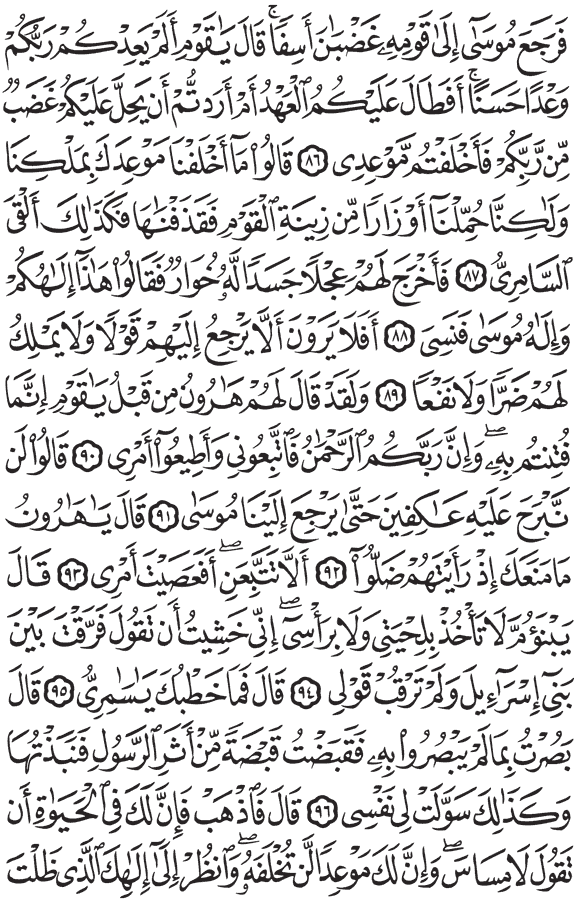 فَرَجَعَ مُوسَىٰٓ إِلَىٰ قَوْمِهِۦ غَضْبَٰنَ أَسِفًاۚ قَالَ يَٰقَوْمِ أَلَمْ يَعِدْكُمْ رَبُّكُمْ
وَعْدًا حَسَنًاۚ أَفَطَالَ عَلَيْكُمُ ٱلْعَهْدُ أَمْ أَرَدتُّمْ أَن يَحِلَّ عَلَيْكُمْ غَضَبٌ
مِّن رَّبِّكُمْ فَأَخْلَفْتُم مَّوْعِدِى ٨٦ قَالُوا۟ مَآ أَخْلَفْنَا مَوْعِدَكَ بِمَلْكِنَا
وَلَٰكِنَّا حُمِّلْنَآ أَوْزَارًا مِّن زِينَةِ ٱلْقَوْمِ فَقَذَفْنَٰهَا فَكَذَٰلِكَ أَلْقَى
ٱلسَّامِرِىُّ ٨٧ فَأَخْرَجَ لَهُمْ عِجْلًا جَسَدًا لَّهُۥ خُوَارٌ فَقَالُوا۟ هَٰذَآ إِلَٰهُكُمْ
وَإِلَٰهُ مُوسَىٰ فَنَسِىَ ٨٨ أَفَلَا يَرَوْنَ أَلَّا يَرْجِعُ إِلَيْهِمْ قَوْلًا وَلَا يَمْلِكُ
لَهُمْ ضَرًّا وَلَا نَفْعًا ٨٩ وَلَقَدْ قَالَ لَهُمْ هَٰرُونُ مِن قَبْلُ يَٰقَوْمِ إِنَّمَا
فُتِنتُم بِهِۦۖ وَإِنَّ رَبَّكُمُ ٱلرَّحْمَٰنُ فَٱتَّبِعُونِى وَأَطِيعُوٓا۟ أَمْرِى ٩٠ قَالُوا۟ لَن
نَّبْرَحَ عَلَيْهِ عَٰكِفِينَ حَتَّىٰ يَرْجِعَ إِلَيْنَا مُوسَىٰ ٩١ قَالَ يَٰهَٰرُونُ
مَا مَنَعَكَ إِذْ رَأَيْتَهُمْ ضَلُّوٓا۟ ٩٢ أَلَّا تَتَّبِعَنِۖ أَفَعَصَيْتَ أَمْرِى ٩٣ قَالَ
يَبْنَؤُمَّ لَا تَأْخُذْ بِلِحْيَتِى وَلَا بِرَأْسِىٓۖ إِنِّى خَشِيتُ أَن تَقُولَ فَرَّقْتَ بَيْنَ
بَنِىٓ إِسْرَٰٓءِيلَ وَلَمْ تَرْقُبْ قَوْلِى ٩٤ قَالَ فَمَا خَطْبُكَ يَٰسَٰمِرِىُّ ٩٥ قَالَ
بَصُرْتُ بِمَا لَمْ يَبْصُرُوا۟ بِهِۦ فَقَبَضْتُ قَبْضَةً مِّنْ أَثَرِ ٱلرَّسُولِ فَنَبَذْتُهَا
وَكَذَٰلِكَ سَوَّلَتْ لِى نَفْسِى ٩٦ قَالَ فَٱذْهَبْ فَإِنَّ لَكَ فِى ٱلْحَيَوٰةِ أَن
تَقُولَ لَا مِسَاسَۖ وَإِنَّ لَكَ مَوْعِدًا لَّن تُخْلَفَهُۥۖ وَٱنظُرْ إِلَىٰٓ إِلَٰهِكَ ٱلَّذِى ظَلْتَ